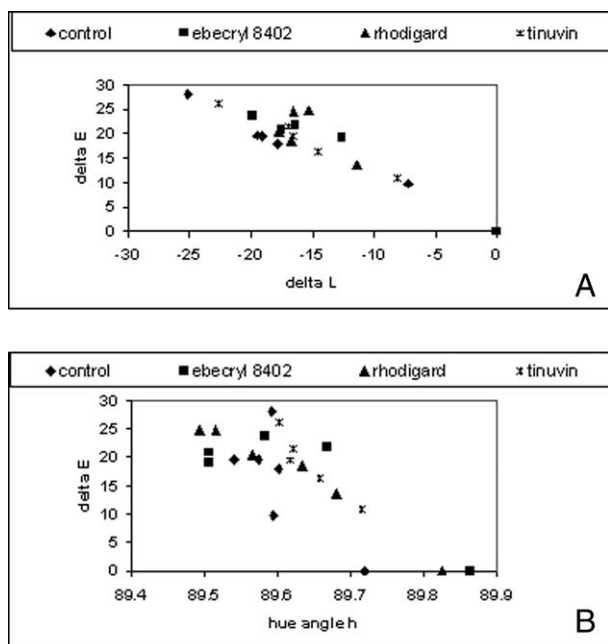 control ebecryl 8402 rhodigard tinuvin
30
25
20
15
10
5
0
delta E
-30 -25 -20 -15 -10 -5 0
delta L
A
control ebecryl 8402 rhodigard tinuvin
30
25
20
15
10
5
0
delta E
89.4 89.5 89.6 89.7 89.8 89.9
hue angle h
B